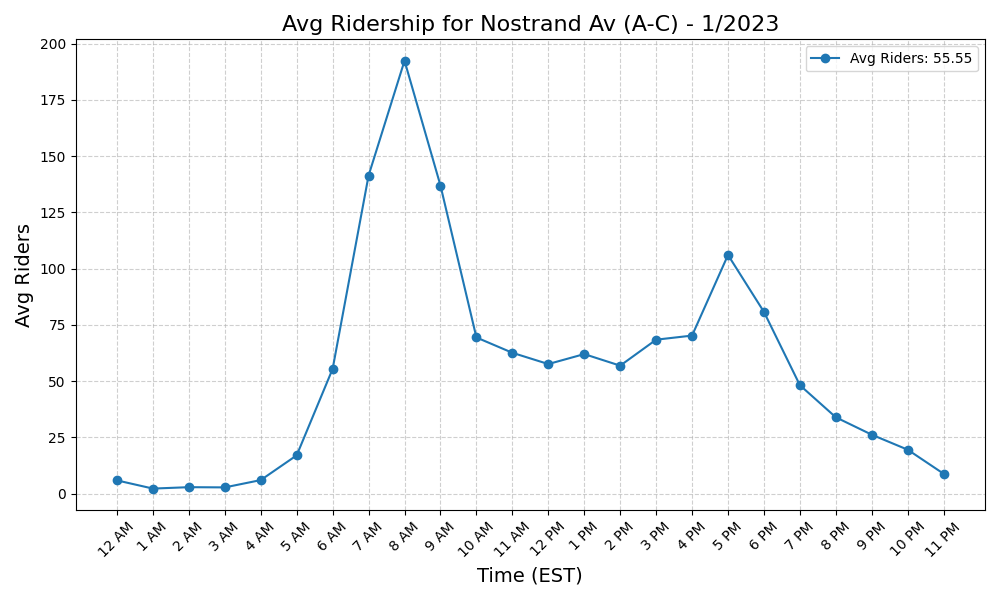 Avg Ridership for Nostrand Av (A-C) - 1/2023
Avg Riders: 55.55
Avg Riders
200
175
150
125
100
75
50
25
0
12 AM
1 AM
2 AM
3 AM
4 AM
5 AM
6 AM
7 AM
8 AM
9 AM
10 AM
11 AM
12 PM
1 PM
2 PM
3 PM
4 PM
5 PM
6 PM
7 PM
8 PM
9 PM
10 PM
11 PM
Time (EST)